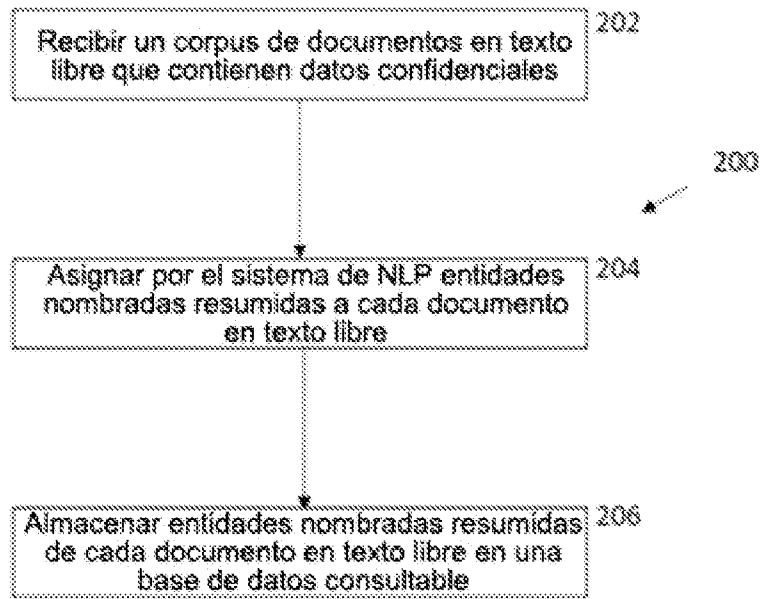 Recibir un corpus de documentos en texto
libre que contienen datos confidenciales
202
200
Asignar por el sistema de NLP entidades
nombradas resumidas a cada documento
en texto libre
204
Almacenar entidades nombradas resumidas
de cada documento en texto libre en una
base de datos consultable
206